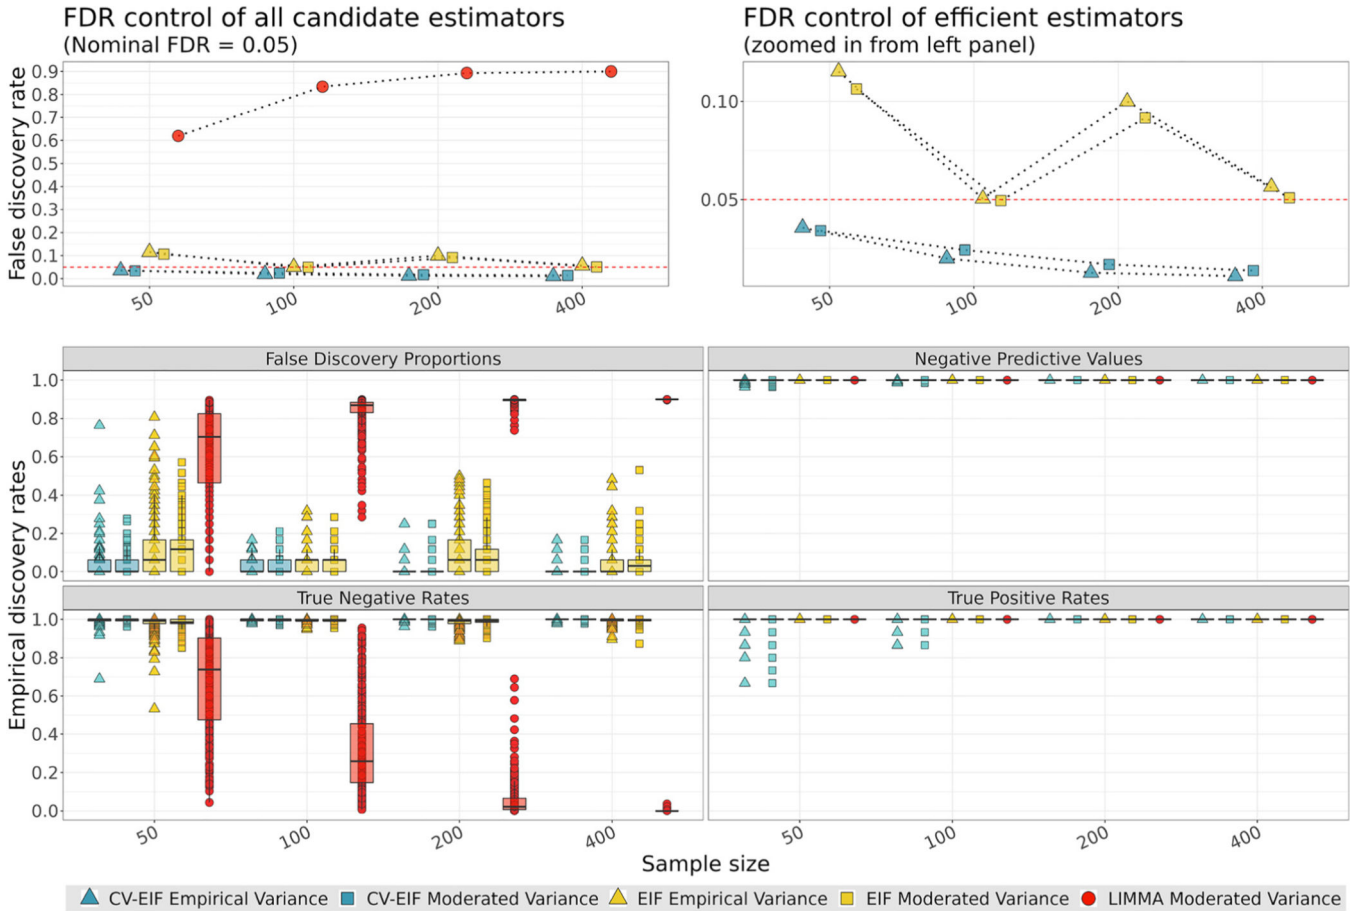 FDR control of all candidate estimators
(Nominal FDR = 0.05)
FDR control of efficient estimators
(zoomed in from left panel)
False discovery rate
0.9
0.8
0.7
0.6
0.5
0.4
0.3
0.2
0.1
0.0
50
100
200
400
0.10
0.05
50
100
200
400
Empirical discovery rates
False Discovery Proportions
Negative Predictive Values
1.0
0.8
0.6
0.4
0.2
0.0
True Negative Rates
True Positive Rates
1.0
0.8
0.6
0.4
0.2
0.0
50
100
200
400
50
100
200
400
Sample size
CV-EIF Empirical Variance
CV-EIF Moderated Variance
EIF Empirical Variance
EIF Moderated Variance
LIMMA Moderated Variance